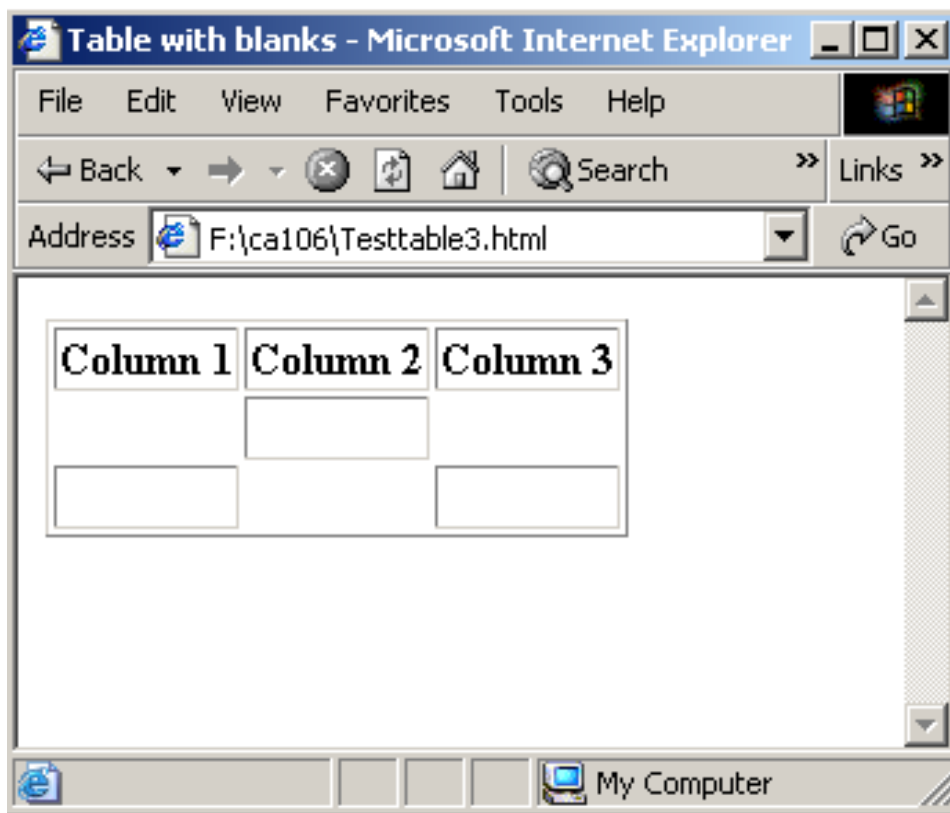 Table with blanks - Microsoft Internet Explorer
File Edit View Favorites Tools Help
Back Search » Links »
Address F:\ca106\Testtable3.html Go
Column 1 Column 2 Column 3
My Computer